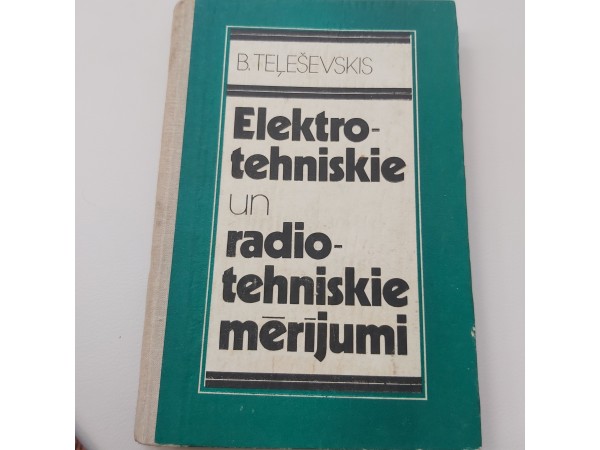 B. TEĻEŠEVSKIS
Elektro-
tehniskie
un
radio-
tehniskie
mērījumi